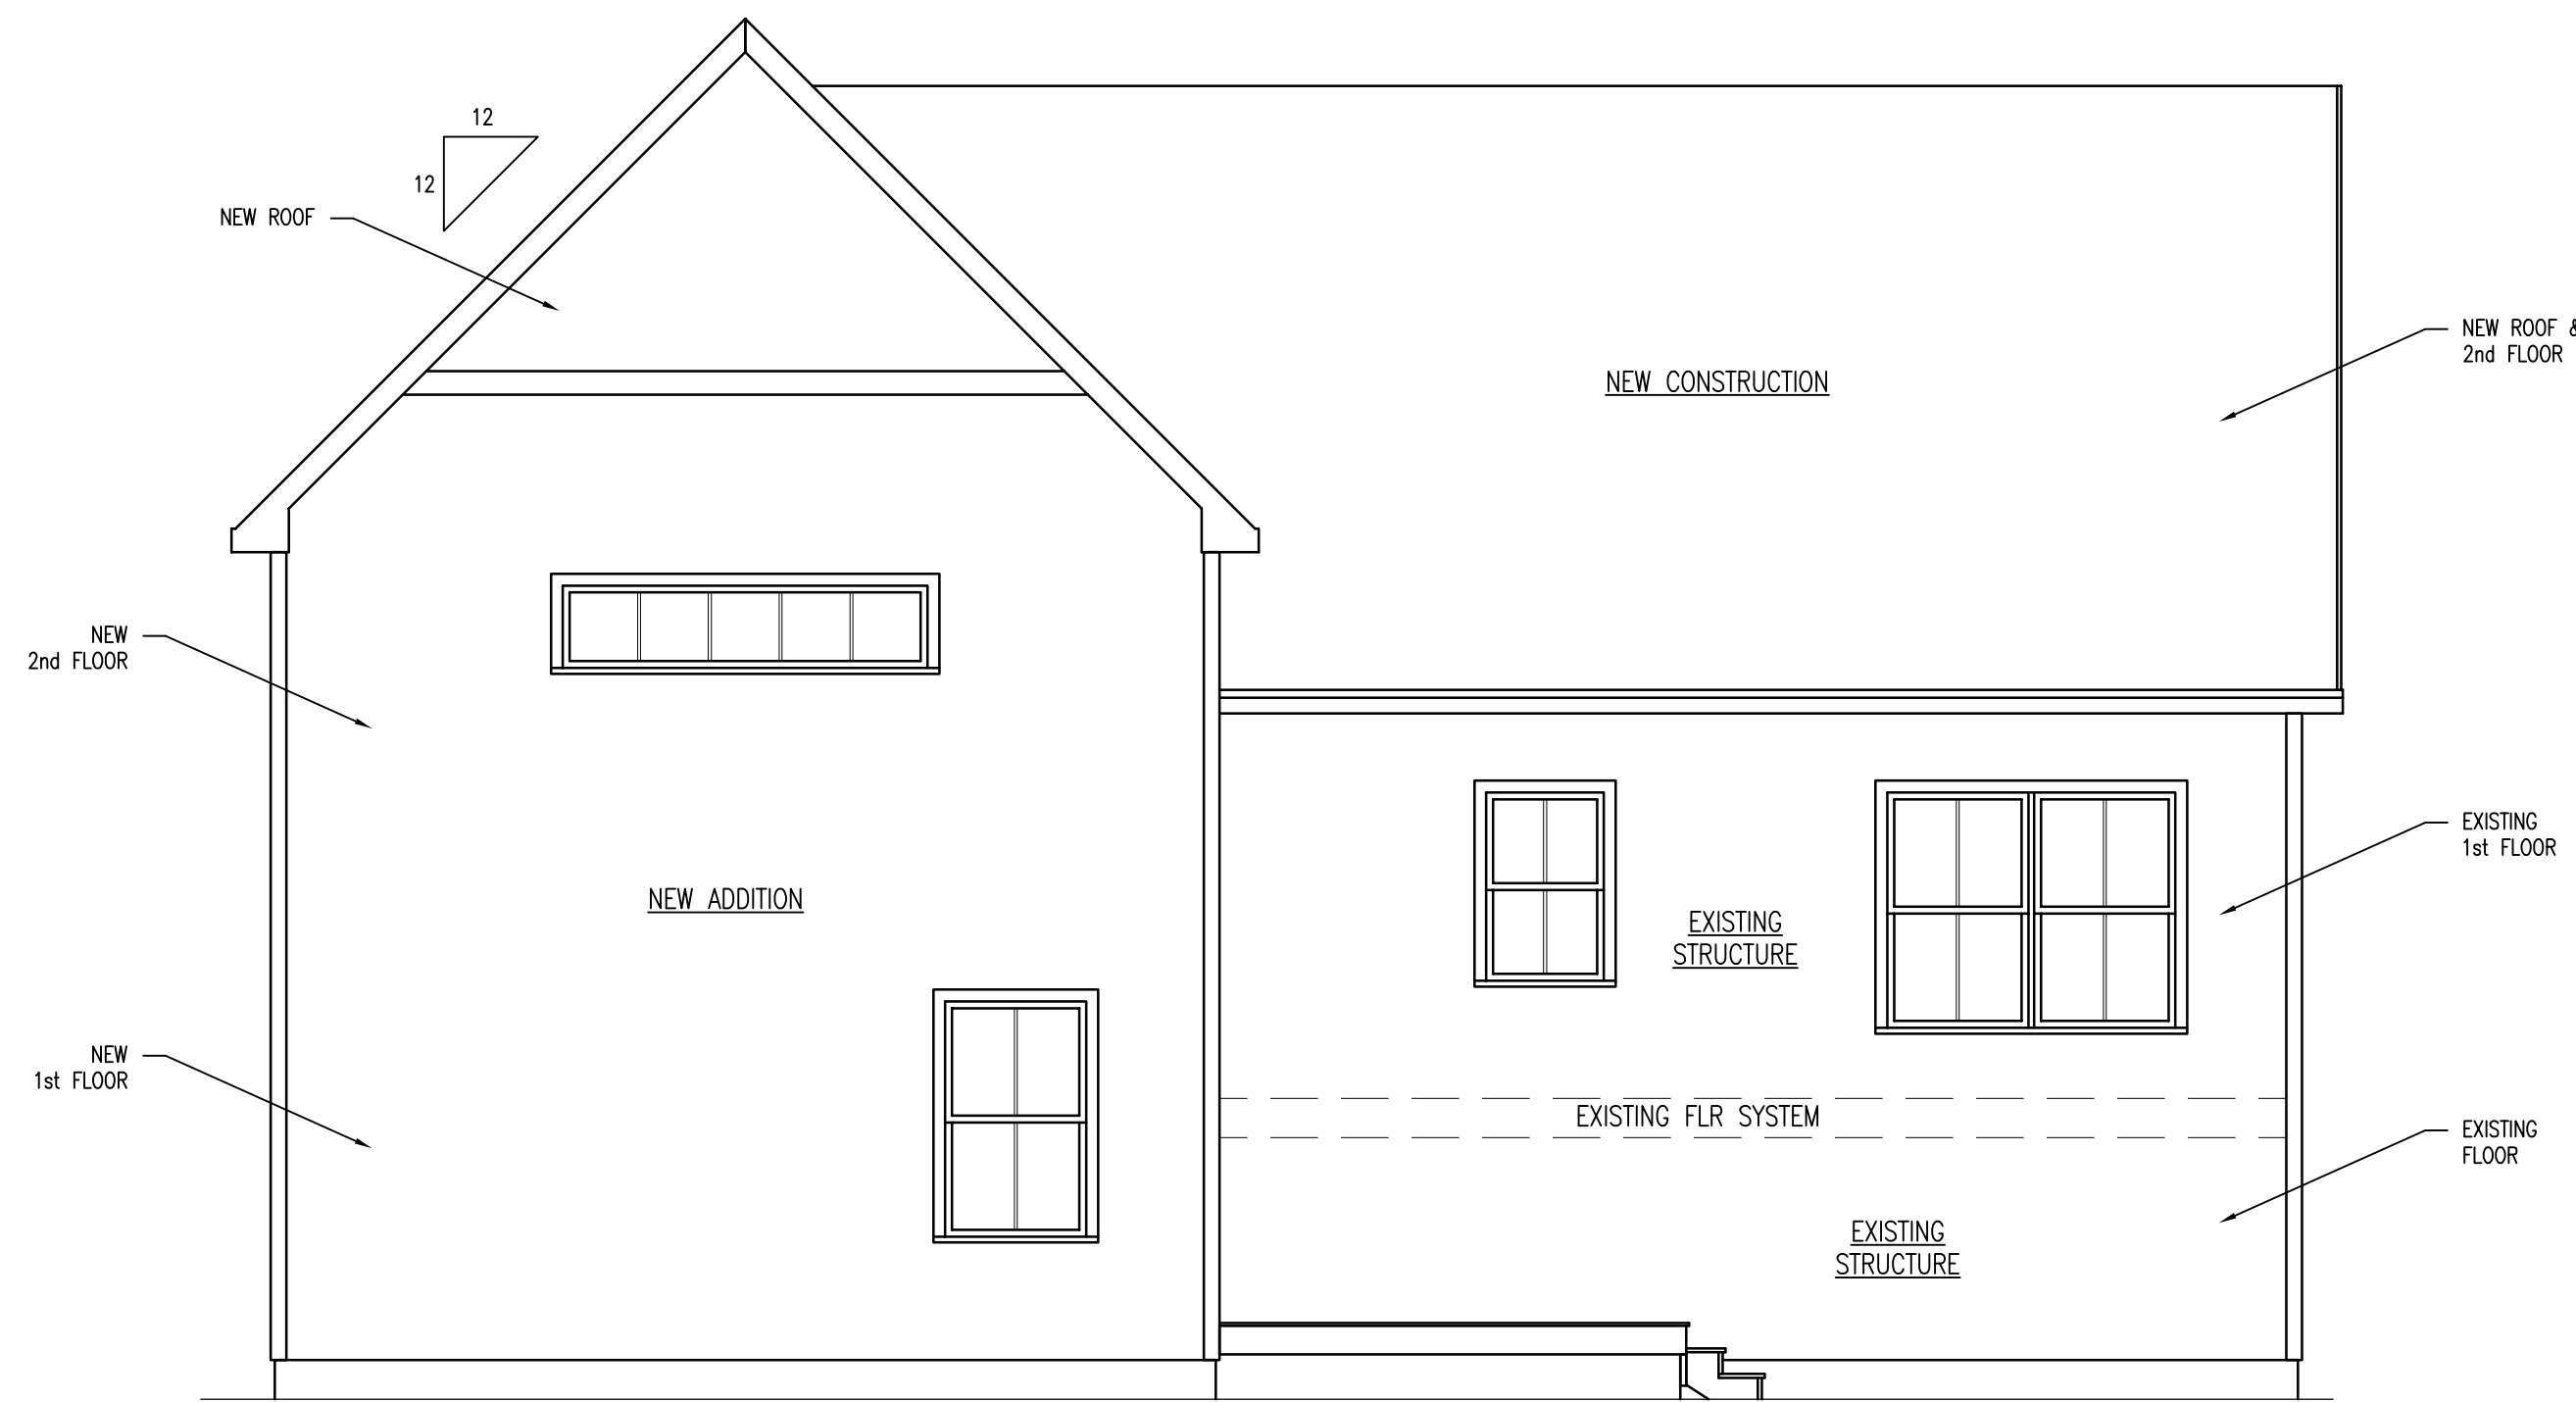 12
12
NEW ROOF
NEW ROOF &
2nd FLOOR
NEW CONSTRUCTION
NEW
2nd FLOOR
EXISTING
1st FLOOR
NEW ADDITION
EXISTING
STRUCTURE
NEW
1st FLOOR
EXISTING FLR SYSTEM
EXISTING
FLOOR
EXISTING
STRUCTURE